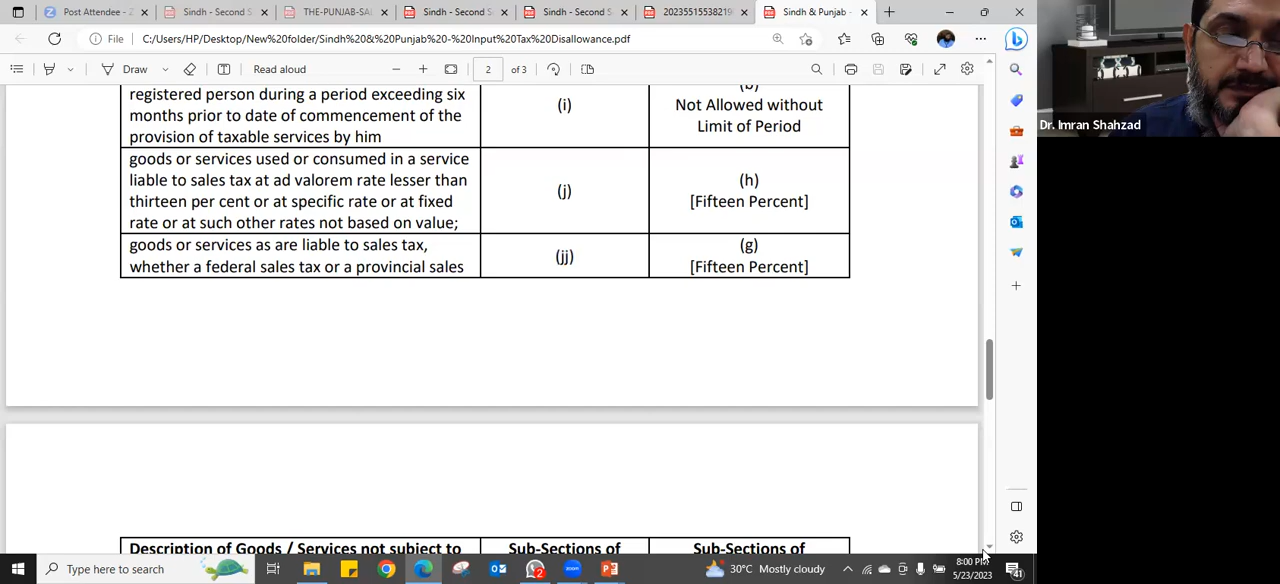 Post Attendee - Z
Sindh - Second S
THE-PUNJAB-SAL
Sindh - Second S
Sindh - Second S
20235515538219
Sindh & Punjab -
File
C:/Users/HP/Desktop/New%20folder/Sindh%20&%20Punjab%20-%20Input%20Tax%20Disallowance.pdf
Draw
Read aloud
2
of 3
registered person during a period exceeding six
months prior to date of commencement of the
provision of taxable services by him
(i)
Not Allowed without
Limit of Period
goods or services used or consumed in a service
liable to sales tax at ad valorem rate lesser than
thirteen per cent or at specific rate or at fixed
rate or at such other rates not based on value;
(j)
(h)
[Fifteen Percent]
goods or services as are liable to sales tax,
whether a federal sales tax or a provincial sales
(jj)
(g)
[Fifteen Percent]
Description of Goods / Services not subject to
Sub-Sections of
Sub-Sections of
Dr. Imran Shahzad
Type here to search
30°C Mostly cloudy
8:00 PM
5/23/2023